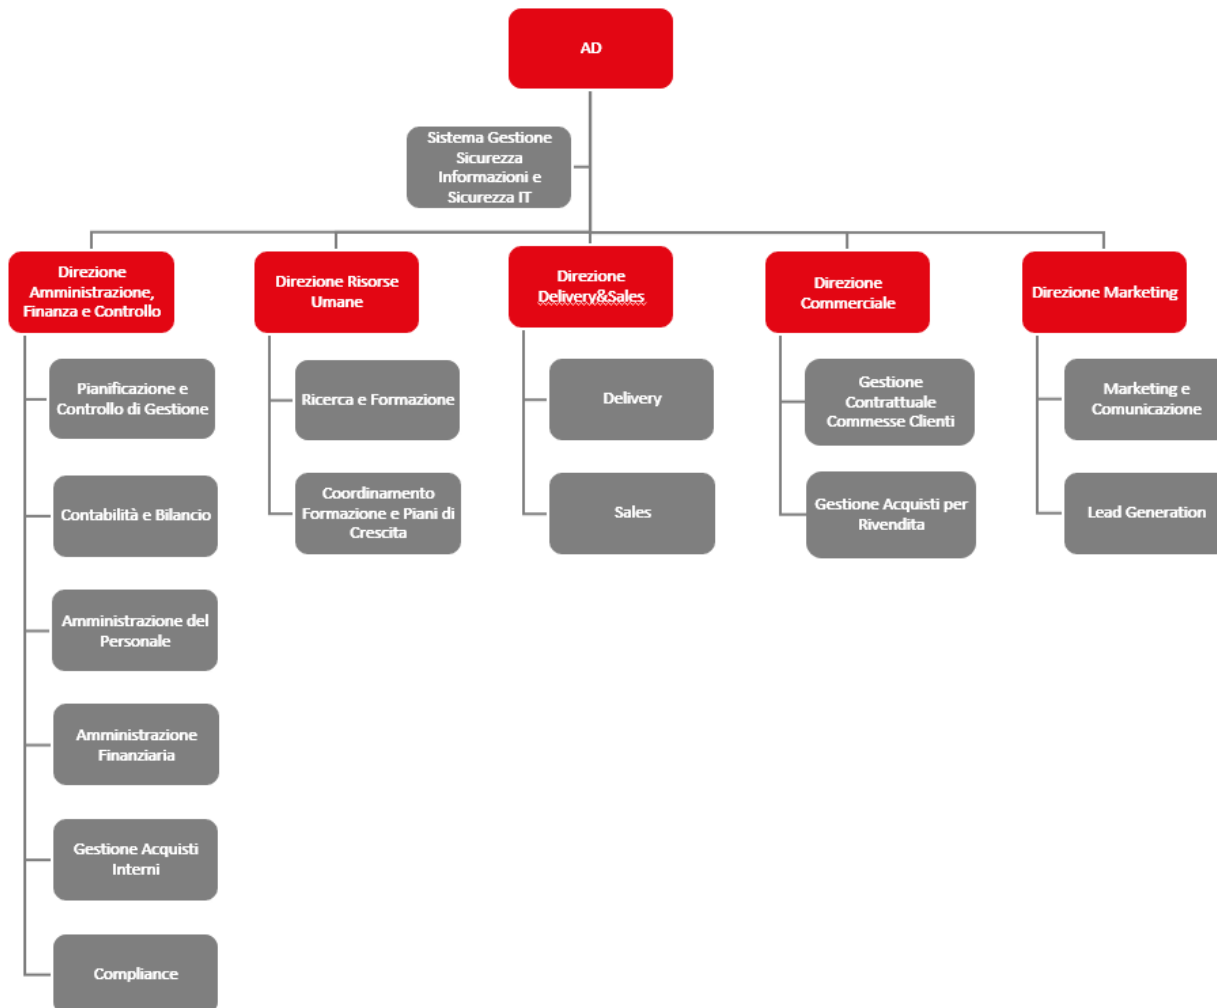 AD
Sistema Gestione
Sicurezza
Informazioni e
Sicurezza IT
Direzione
Amministrazione,
Finanza e Controllo
Direzione Risorse
Umane
Direzione
Delivery&Sales
Direzione
Commerciale
Direzione Marketing
Pianificazione e
Controllo di Gestione
Contabilità e Bilancio
Amministrazione del
Personale
Amministrazione
Finanziaria
Gestione Acquisti
Interni
Compliance
Ricerca e Formazione
Coordinamento
Formazione e Piani di
Crescita
Delivery
Sales
Gestione
Contrattuale
Commesse Clienti
Gestione Acquisti per
Rivendita
Marketing e
Comunicazione
Lead Generation